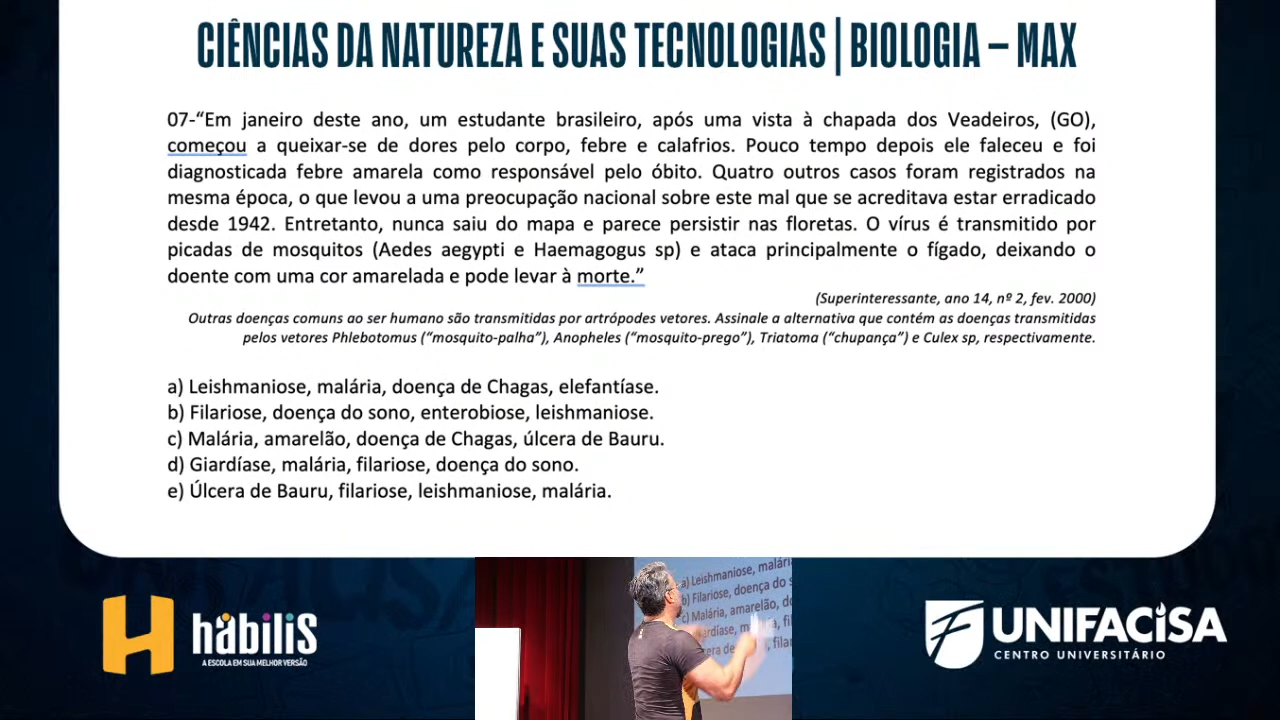 CIÊNCIAS DA NATUREZA E SUAS TECNOLOGIAS | BIOLOGIA – MAX
07-“Em janeiro deste ano, um estudante brasileiro, após uma vista à chapada dos Veadeiros, (GO),
começou a queixar-se de dores pelo corpo, febre e calafrios. Pouco tempo depois ele faleceu e foi
diagnosticada febre amarela como responsável pelo óbito. Quatro outros casos foram registrados na
mesma época, o que levou a uma preocupação nacional sobre este mal que se acreditava estar erradicado
desde 1942. Entretanto, nunca saiu do mapa e parece persistir nas floretas. O vírus é transmitido por
picadas de mosquitos (Aedes aegypti e Haemagogus sp) e ataca principalmente o fígado, deixando o
doente com uma cor amarelada e pode levar à morte.”
(Superinteressante, ano 14, nº 2, fev. 2000)
Outras doenças comuns ao ser humano são transmitidas por artrópodes vetores. Assinale a alternativa que contém as doenças transmitidas
pelos vetores Phlebotomus (“mosquito-palha”), Anopheles (“mosquito-prego”), Triatoma (“chupança”) e Culex sp, respectivamente.
a) Leishmaniose, malária, doença de Chagas, elefantíase.
b) Filariose, doença do sono, enterobiose, leishmaniose.
c) Malária, amarelão, doença de Chagas, úlcera de Bauru.
d) Giardíase, malária, filariose, doença do sono.
e) Úlcera de Bauru, filariose, leishmaniose, malária.
a) Leishmaniose, malári
b) Filariose, doença do s
c) Malária, amarelão, do
H hábilis
A ESCOLA EM SUA MELHOR VERSÃO
UNIFACISA
CENTRO UNIVERSITÁRIO